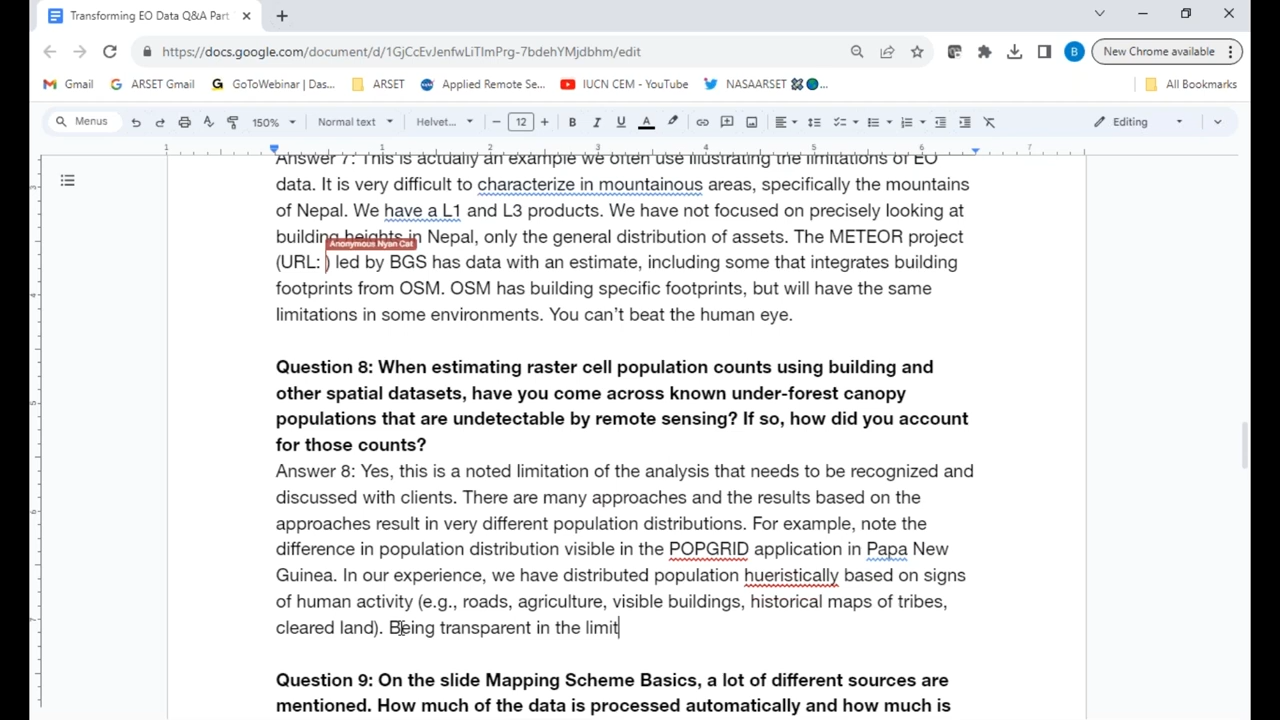 Transforming EO Data Q&A Part
https://docs.google.com/document/d/1GjCcEvJenfwLiTlmPrg-7bdehYMjdbhm/edit
B
New Chrome available
Gmail
ARSET Gmail
GoToWebinar | Das...
ARSET
Applied Remote Se...
IUCN CEM - YouTube
NASAARSET
All Bookmarks
Menus
150%
Normal text
Helvet...
12
Editing
1 1 2 3 4 5 6 7
Answer 7: This is actually an example we often use illustrating the limitations of EO
data. It is very difficult to characterize in mountainous areas, specifically the mountains
of Nepal. We have a L1 and L3 products. We have not focused on precisely looking at
building heights in Nepal, only the general distribution of assets. The METEOR project
Anonymous Nyan Cat
(URL: ) led by BGS has data with an estimate, including some that integrates building
footprints from OSM. OSM has building specific footprints, but will have the same
limitations in some environments. You can’t beat the human eye.
Question 8: When estimating raster cell population counts using building and
other spatial datasets, have you come across known under-forest canopy
populations that are undetectable by remote sensing? If so, how did you account
for those counts?
Answer 8: Yes, this is a noted limitation of the analysis that needs to be recognized and
discussed with clients. There are many approaches and the results based on the
approaches result in very different population distributions. For example, note the
difference in population distribution visible in the POPGRID application in Papa New
Guinea. In our experience, we have distributed population hueristically based on signs
of human activity (e.g., roads, agriculture, visible buildings, historical maps of tribes,
cleared land). Being transparent in the limit
Question 9: On the slide Mapping Scheme Basics, a lot of different sources are
mentioned. How much of the data is processed automatically and how much is